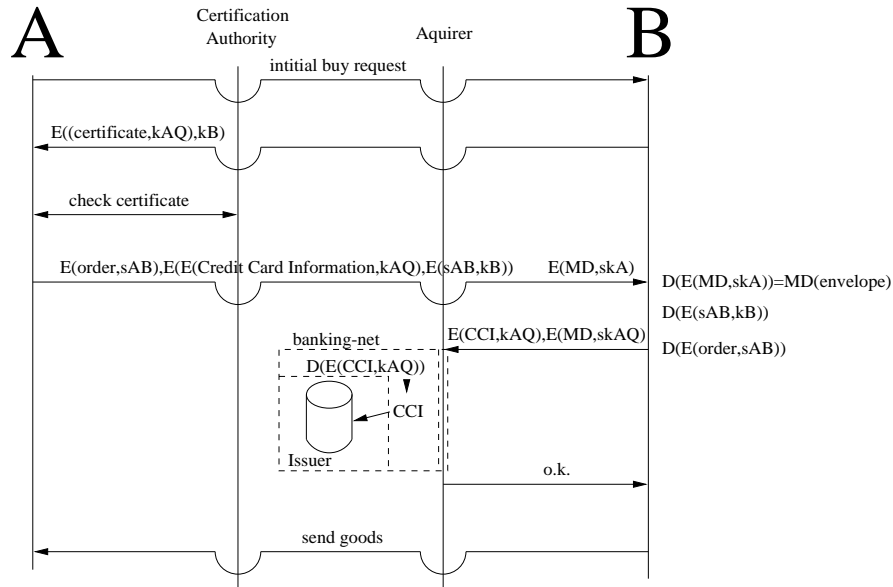 A
Certification
Authority
Aquirer
B
intitial buy request
E((certificate,kAQ),kB)
check certificate
E(order,sAB),E(E(Credit Card Information,kAQ),E(sAB,kB))
E(MD,skA)
D(E(MD,skA))=MD(envelope)
D(E(sAB,kB))
banking-net
E(CCI,kAQ),E(MD,skAQ)
D(E(order,sAB))
D(E(CCI,kAQ))
CCI
Issuer
o.k.
send goods